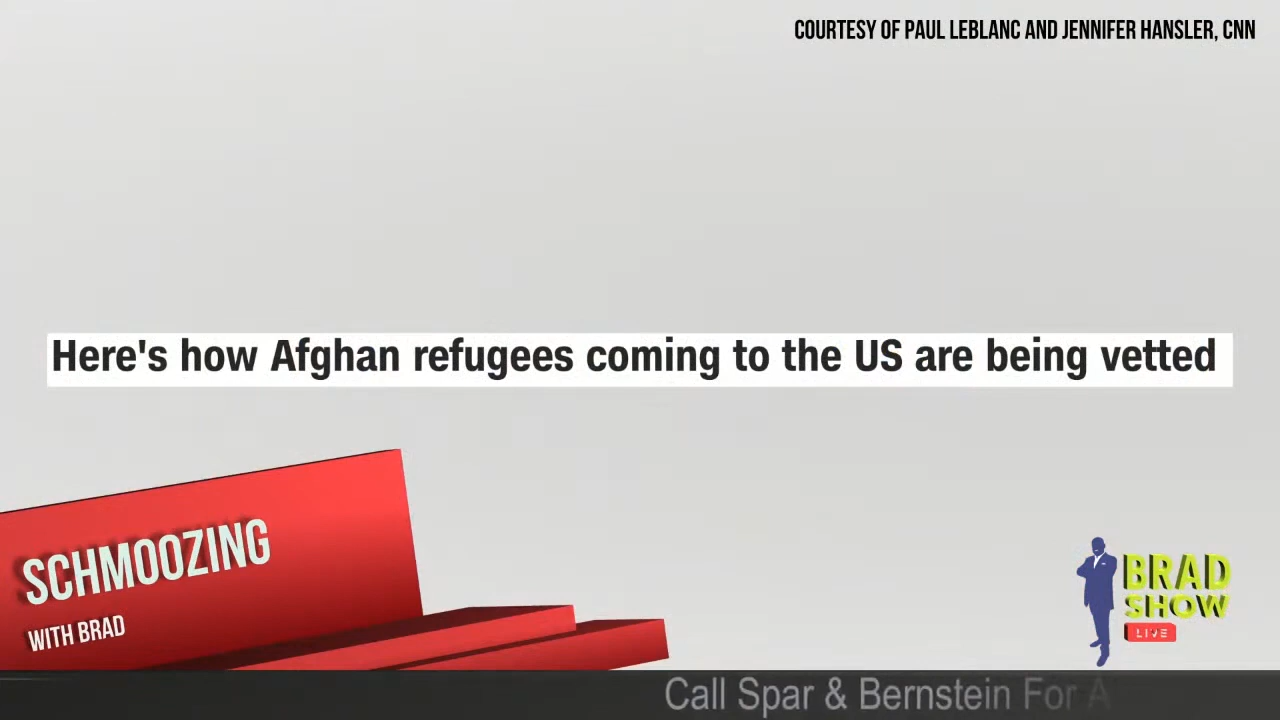 COURTESY OF PAUL LEBLANC AND JENNIFER HANSLER, CNN
Here's how Afghan refugees coming to the US are being vetted
SCHMOOZING
WITH BRAD
BRAD
SHOW
LIVE
Call Spar & Bernstein For A